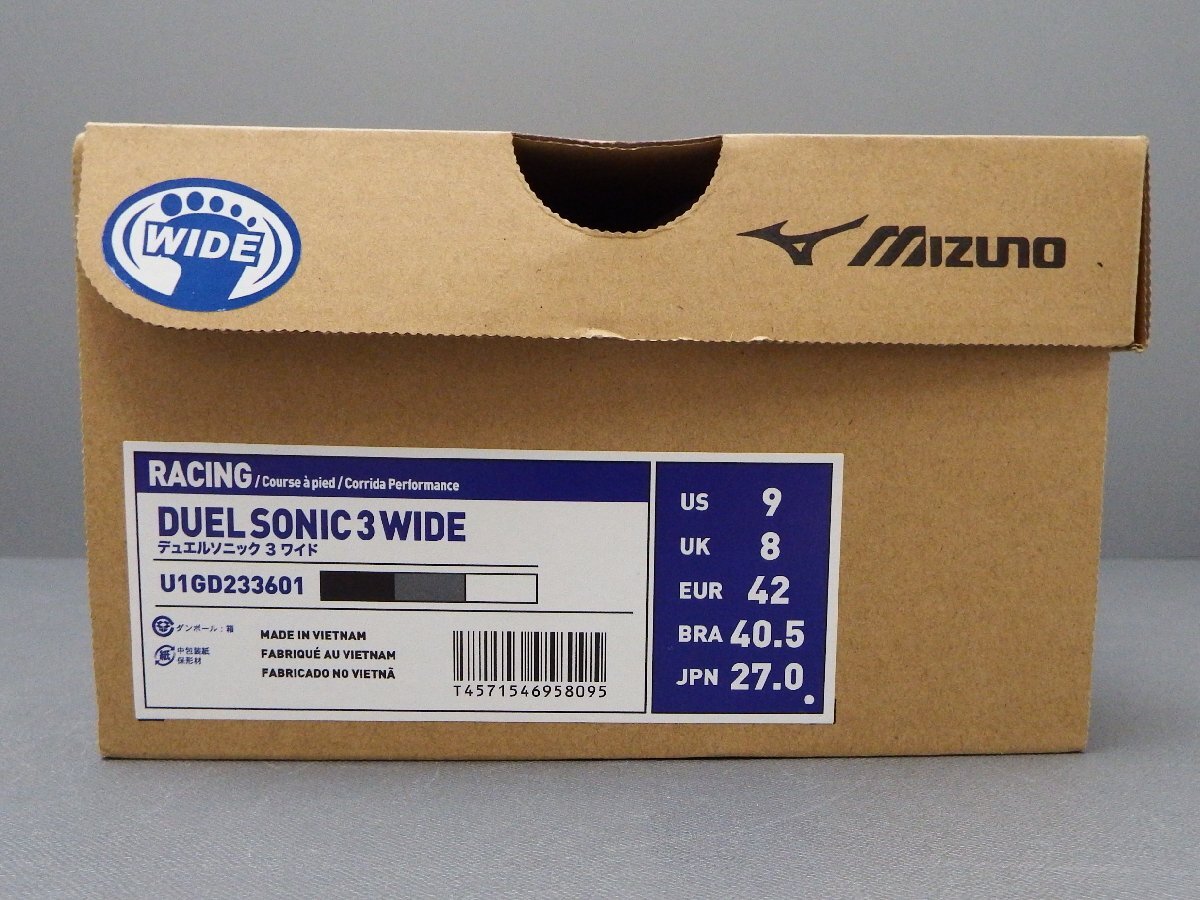 WIDE
MIZUNO
RACING / Course à pied / Corrida Performance
DUEL SONIC 3 WIDE
デュエルソニック 3 ワイド
U1GD233601
ダンボール：箱
紙 中包装紙
保形材
MADE IN VIETNAM
FABRIQUÉ AU VIETNAM
FABRICADO NO VIETNÃ
T4571546958095
US 9
UK 8
EUR 42
BRA 40.5
JPN 27.0